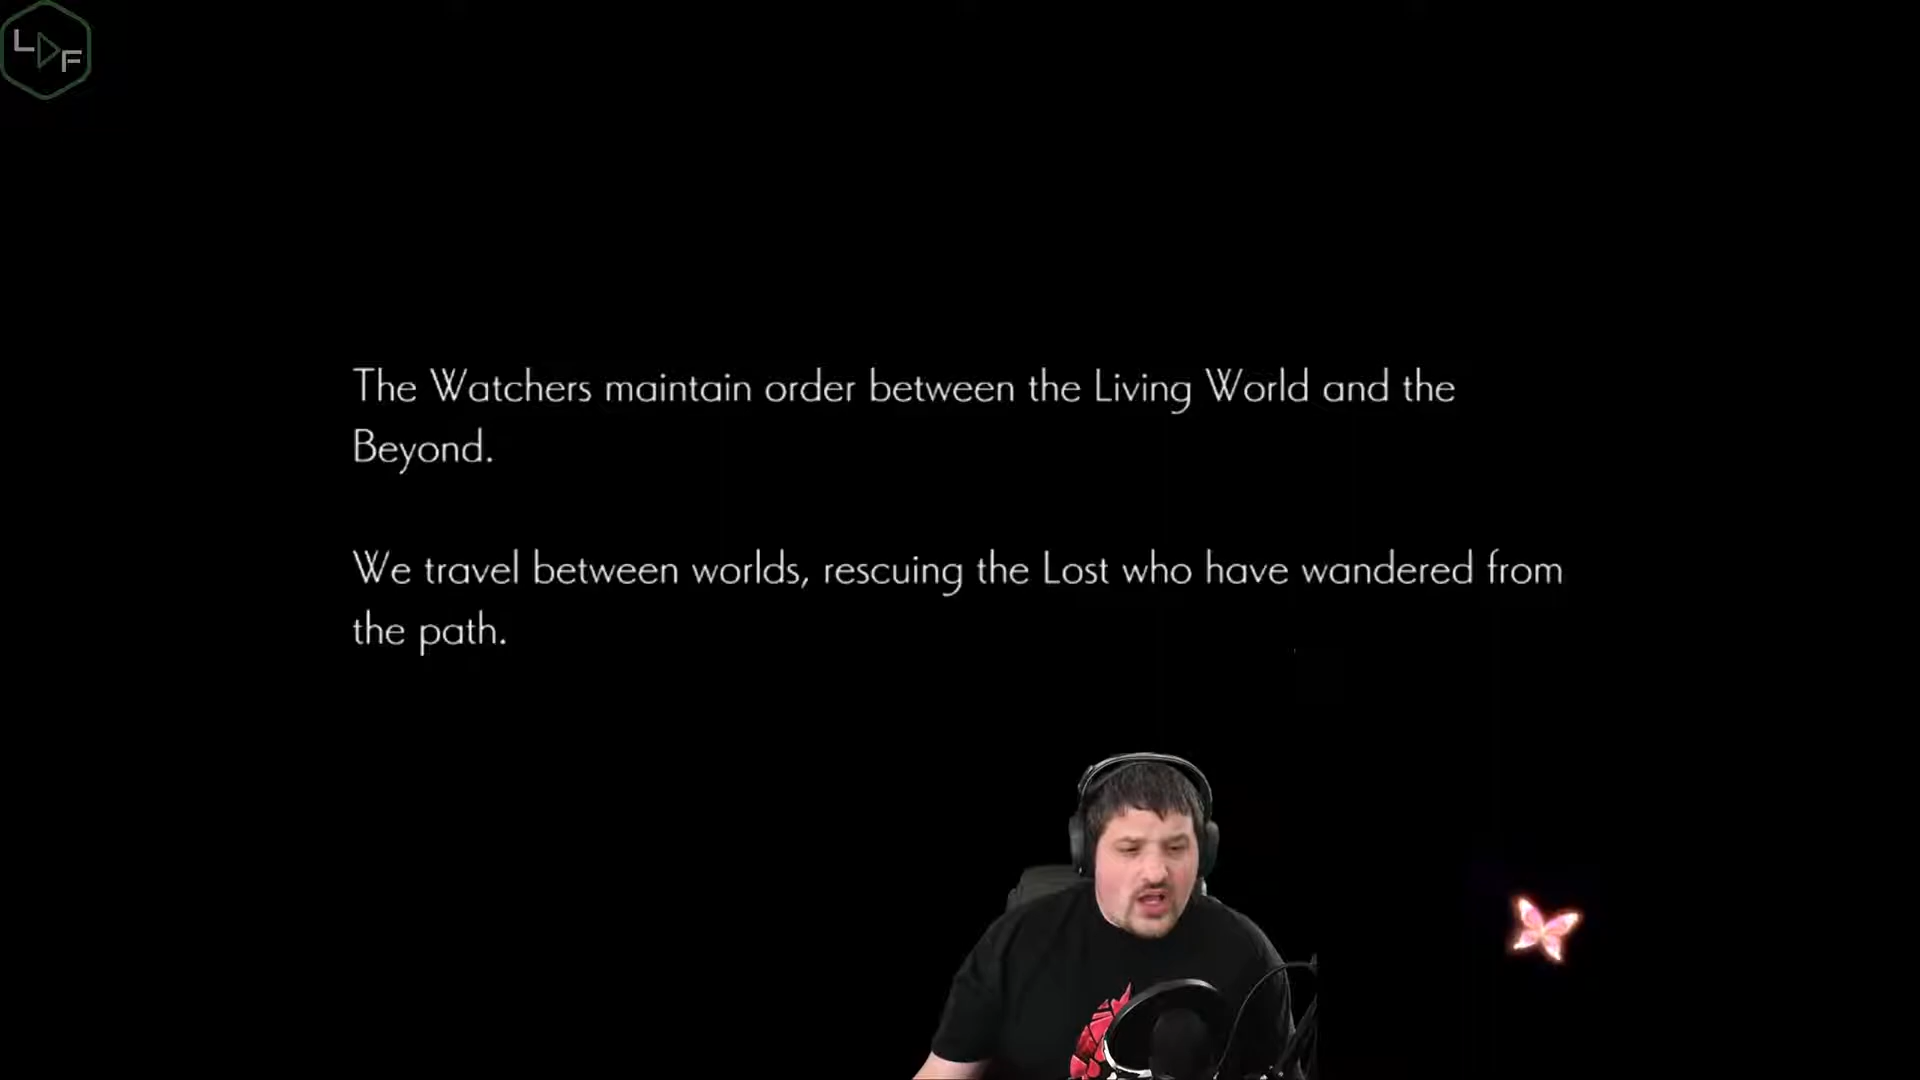 L F
The Watchers maintain order between the Living World and the
Beyond.
We travel between worlds, rescuing the Lost who have wandered from
the path.